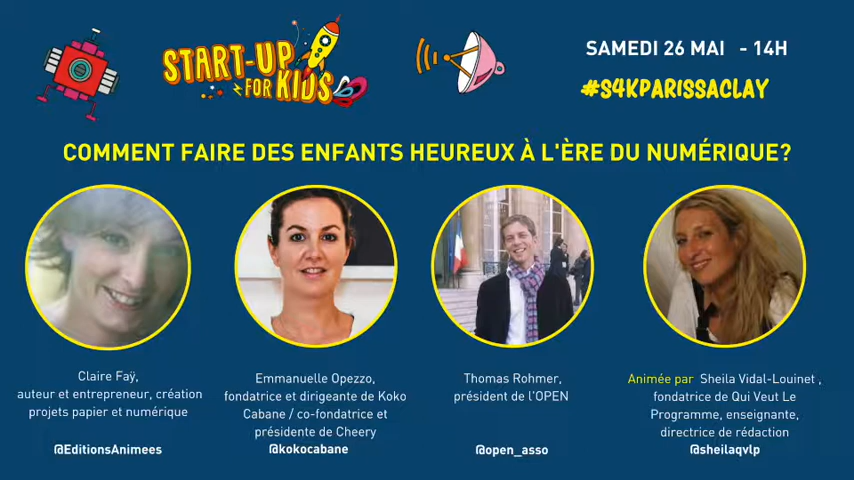 START-UP
FOR KIDS
SAMEDI 26 MAI - 14H
#S4KPARISSACLAY
COMMENT FAIRE DES ENFANTS HEUREUX À L'ÈRE DU NUMÉRIQUE?
Claire Faÿ,
auteur et entrepreneur, création
projets papier et numérique
@EditionsAnimees
Emmanuelle Opezzo,
fondatrice et dirigeante de Koko
Cabane / co-fondatrice et
présidente de Cheery
@kokocabane
Thomas Rohmer,
président de l'OPEN
@open_asso
Animée par Sheila Vidal-Louinet ,
fondatrice de Qui Veut Le
Programme, enseignante,
directrice de rédaction
@sheilaqvlp